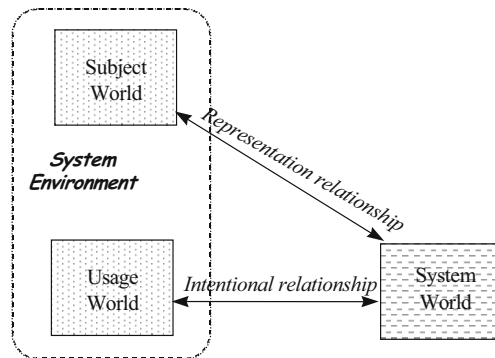 Subject
World
Representation relationship
System
Environment
Usage
World
Intentional relationship
System
World